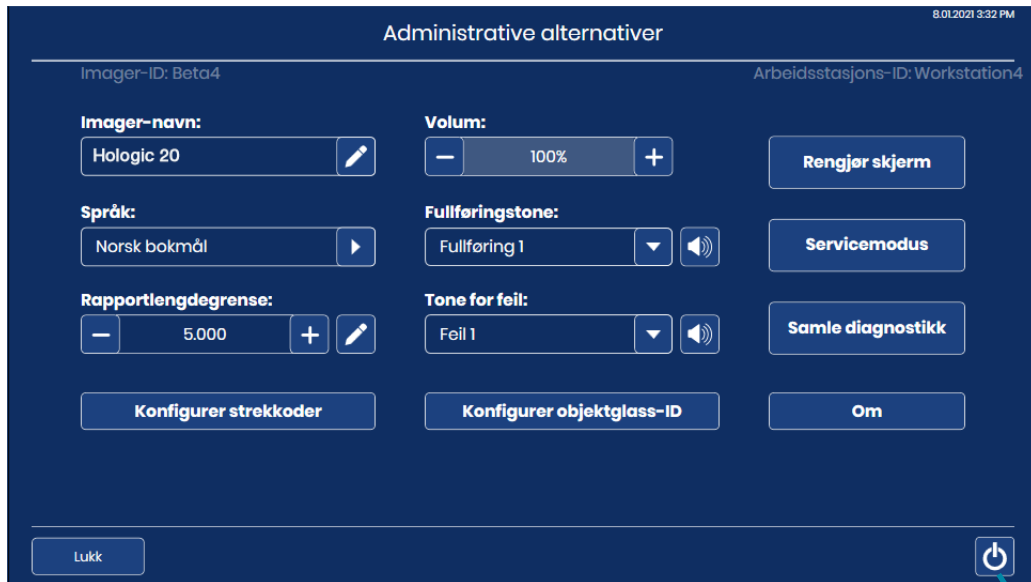 8.01.2021 3:32 PM
Administrative alternativer
Imager-ID: Beta4
Arbeidsstasjons-ID: Workstation4
Imager-navn:
Hologic 20
Volum:
100%
Rengjør skjerm
Språk:
Norsk bokmål
Fullføringstone:
Fullføring 1
Servicemodus
Rapportlengdegrense:
5.000
Tone for feil:
Feil 1
Samle diagnostikk
Konfigurer strekkoder
Konfigurer objektglass-ID
Om
Lukk